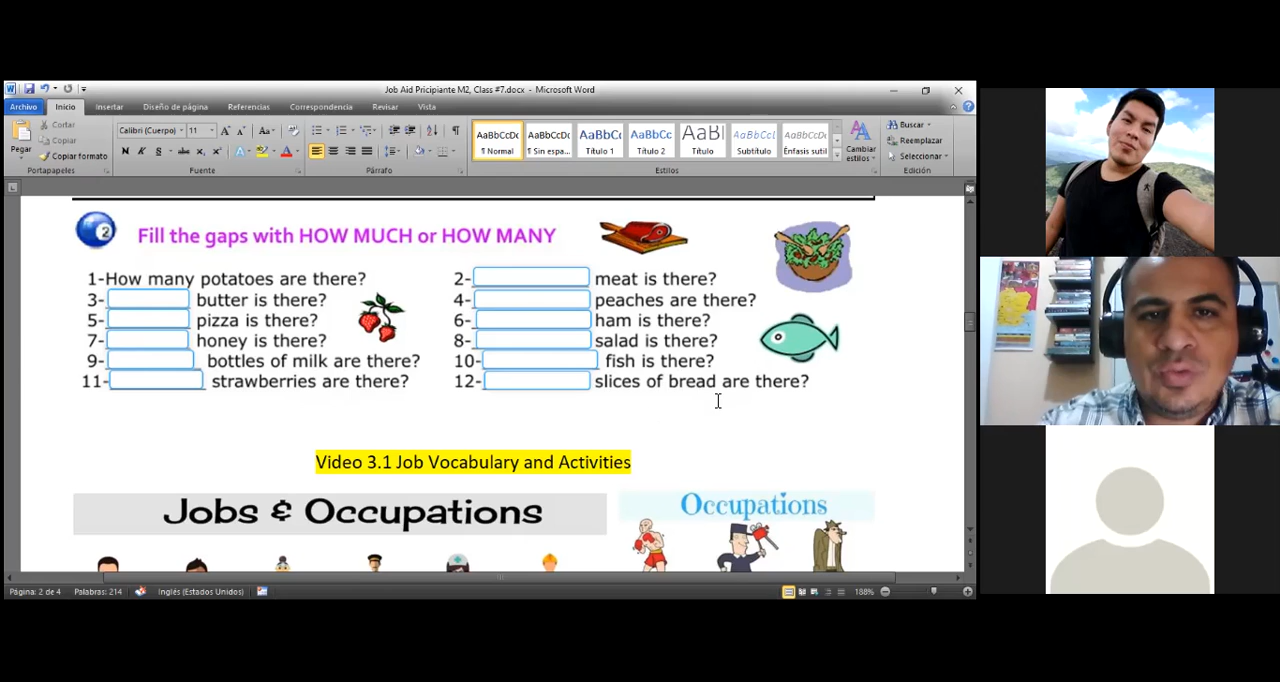 Job Aid Pricipiante M2, Class #7.docx - Microsoft Word
Archivo Inicio Insertar Diseño de página Referencias Correspondencia Revisar Vista
Pegar
Cortar
Copiar
Copiar formato
Portapapeles
Calibri (Cuerpo) 11
Fuente
Párrafo
AaBbCcDc AaBbCcDc AaBbCc AaBbCc AaBl AaBbCcl AaBbCcDc
¶ Normal ¶ Sin espa... Título 1 Título 2 Título Subtítulo Énfasis sutil
Estilos
Cambiar estilos
Buscar
Reemplazar
Seleccionar
Edición
2
Fill the gaps with HOW MUCH or HOW MANY
1-How many potatoes are there? 2- meat is there?
3- butter is there? 4- peaches are there?
5- pizza is there? 6- ham is there?
7- honey is there? 8- salad is there?
9- bottles of milk are there? 10- fish is there?
11- strawberries are there? 12- slices of bread are there?
Video 3.1 Job Vocabulary and Activities
Jobs & Occupations
Occupations
Página: 2 de 4 Palabras: 214 Inglés (Estados Unidos) 188%